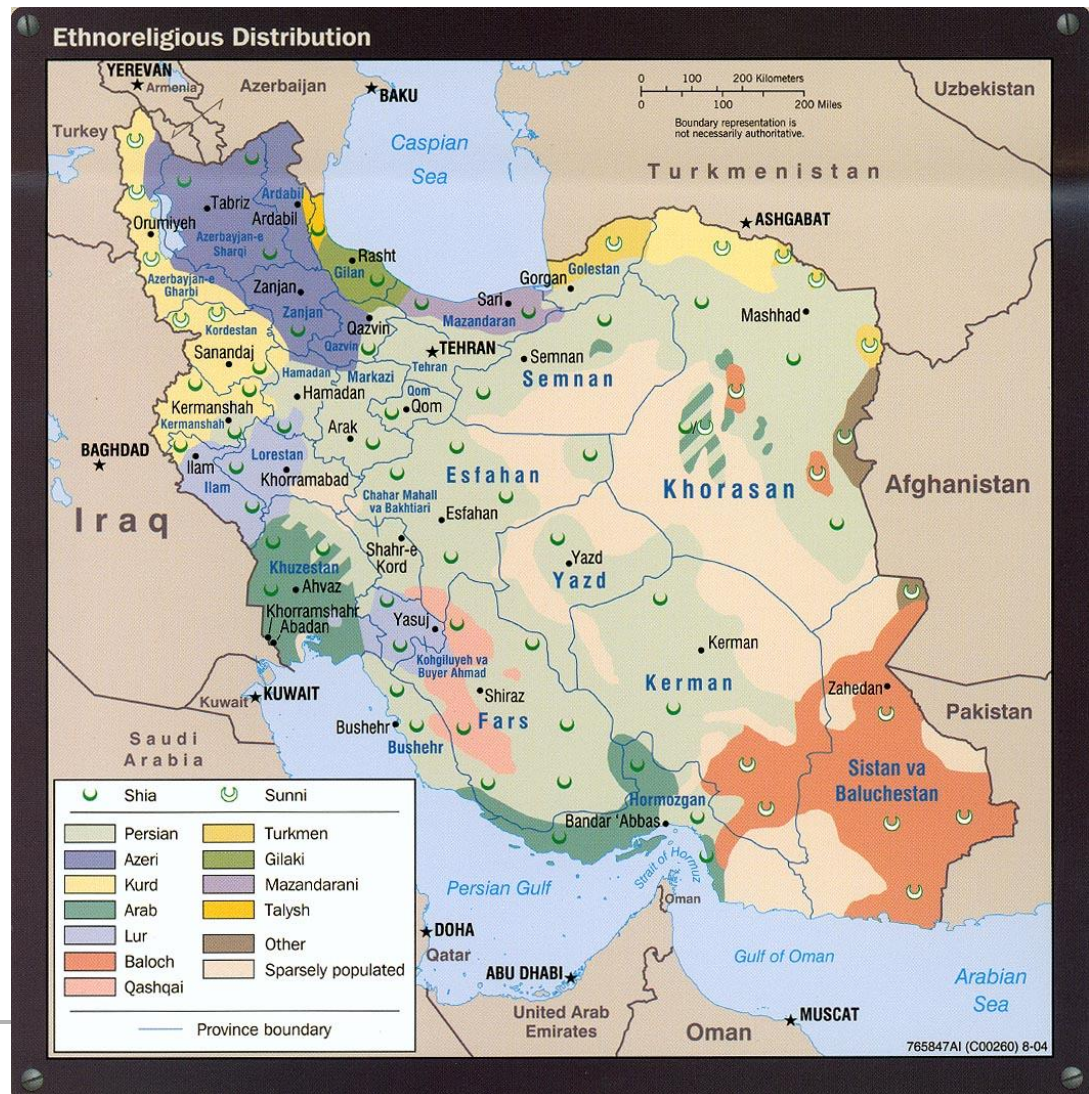 Ethnoreligious Distribution
YEREVAN
Armenia
Azerbaijan
BAKU
0 100 200 Kilometers
0 100 200 Miles
Boundary representation is
not necessarily authoritative.
Uzbekistan
Turkey
Caspian
Sea
Turkmenistan
ASHGABAT
Tabriz
Ardabil
Ardabil
Orumiyeh
Azerbayjan-e
Sharqi
Rasht
Gilan
Golestan
Gorgan
Azerbayjan-e
Gharbi
Zanjan
Zanjan
Sari
Mazandaran
Mashhad
Kordestan
Qazvin
Qazvin
TEHRAN
Tehran
Semnan
Semnan
Sanandaj
Hamadan
Markazi
Hamadan
Qom
Qom
Kermanshah
Kermanshah
Arak
BAGHDAD
Ilam
Ilam
Lorestan
Khorramabad
Esfahan
Khorasan
Afghanistan
Iraq
Chahar Mahall
va Bakhtiari
Esfahan
Shahr-e
Kord
Yazd
Yazd
Khuzestan
Ahvaz
Khorramshahr
Abadan
Yasuj
Kohgiluyeh va
Buyer Ahmad
Kerman
Kerman
Zahedan
Kuwait
KUWAIT
Shiraz
Fars
Pakistan
Bushehr
Bushehr
Saudi
Arabia
Sistan va
Baluchestan
Hormozgan
Bandar 'Abbas
Strait of Hormuz
Oman
Persian Gulf
DOHA
Qatar
ABU DHABI
United Arab
Emirates
Gulf of Oman
Arabian
Sea
MUSCAT
Oman
Shia
Sunni
Persian
Turkmen
Azeri
Gilaki
Kurd
Mazandarani
Arab
Talysh
Lur
Other
Baloch
Sparsely populated
Qashqai
Province boundary
765847AI (C00260) 8-04